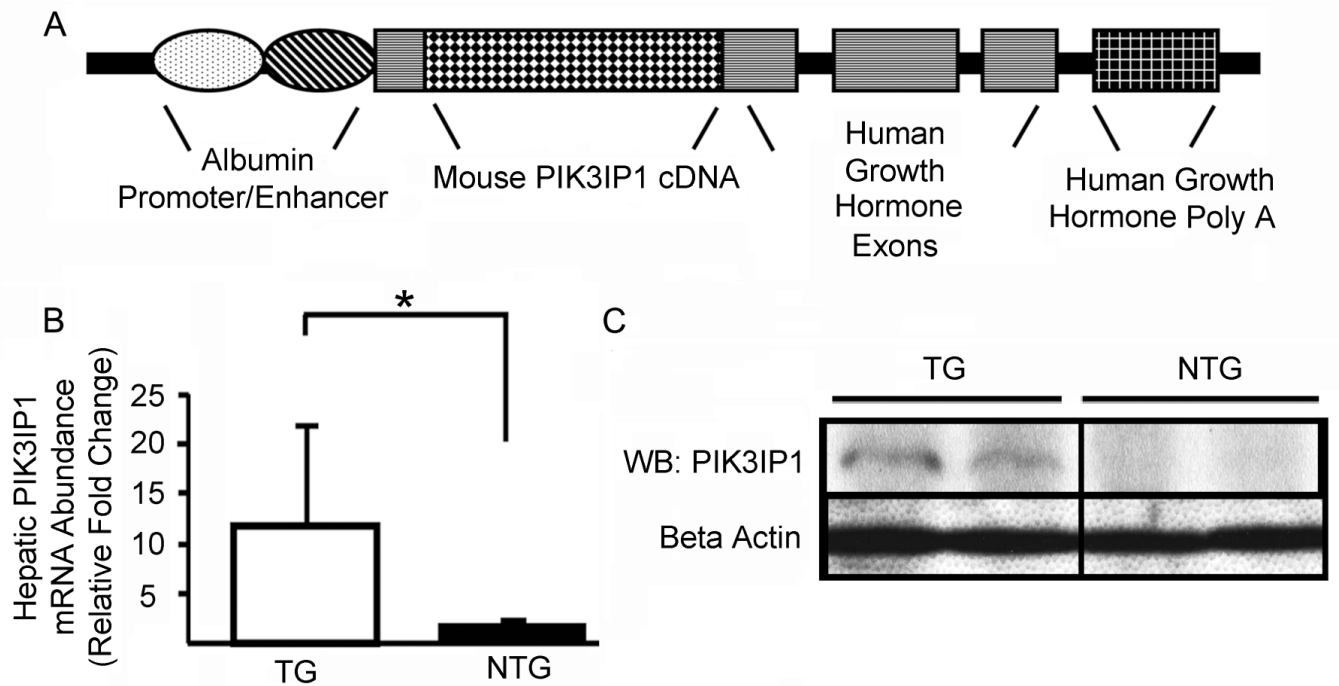 A
Albumin
Promoter/Enhancer
Mouse PIK3IP1 cDNA
Human
Growth
Hormone
Exons
Human Growth
Hormone Poly A
B
*
Hepatic PIK3IP1
mRNA Abundance
(Relative Fold Change)
25
20
15
10
5
TG
NTG
C
TG
NTG
WB: PIK3IP1
Beta Actin